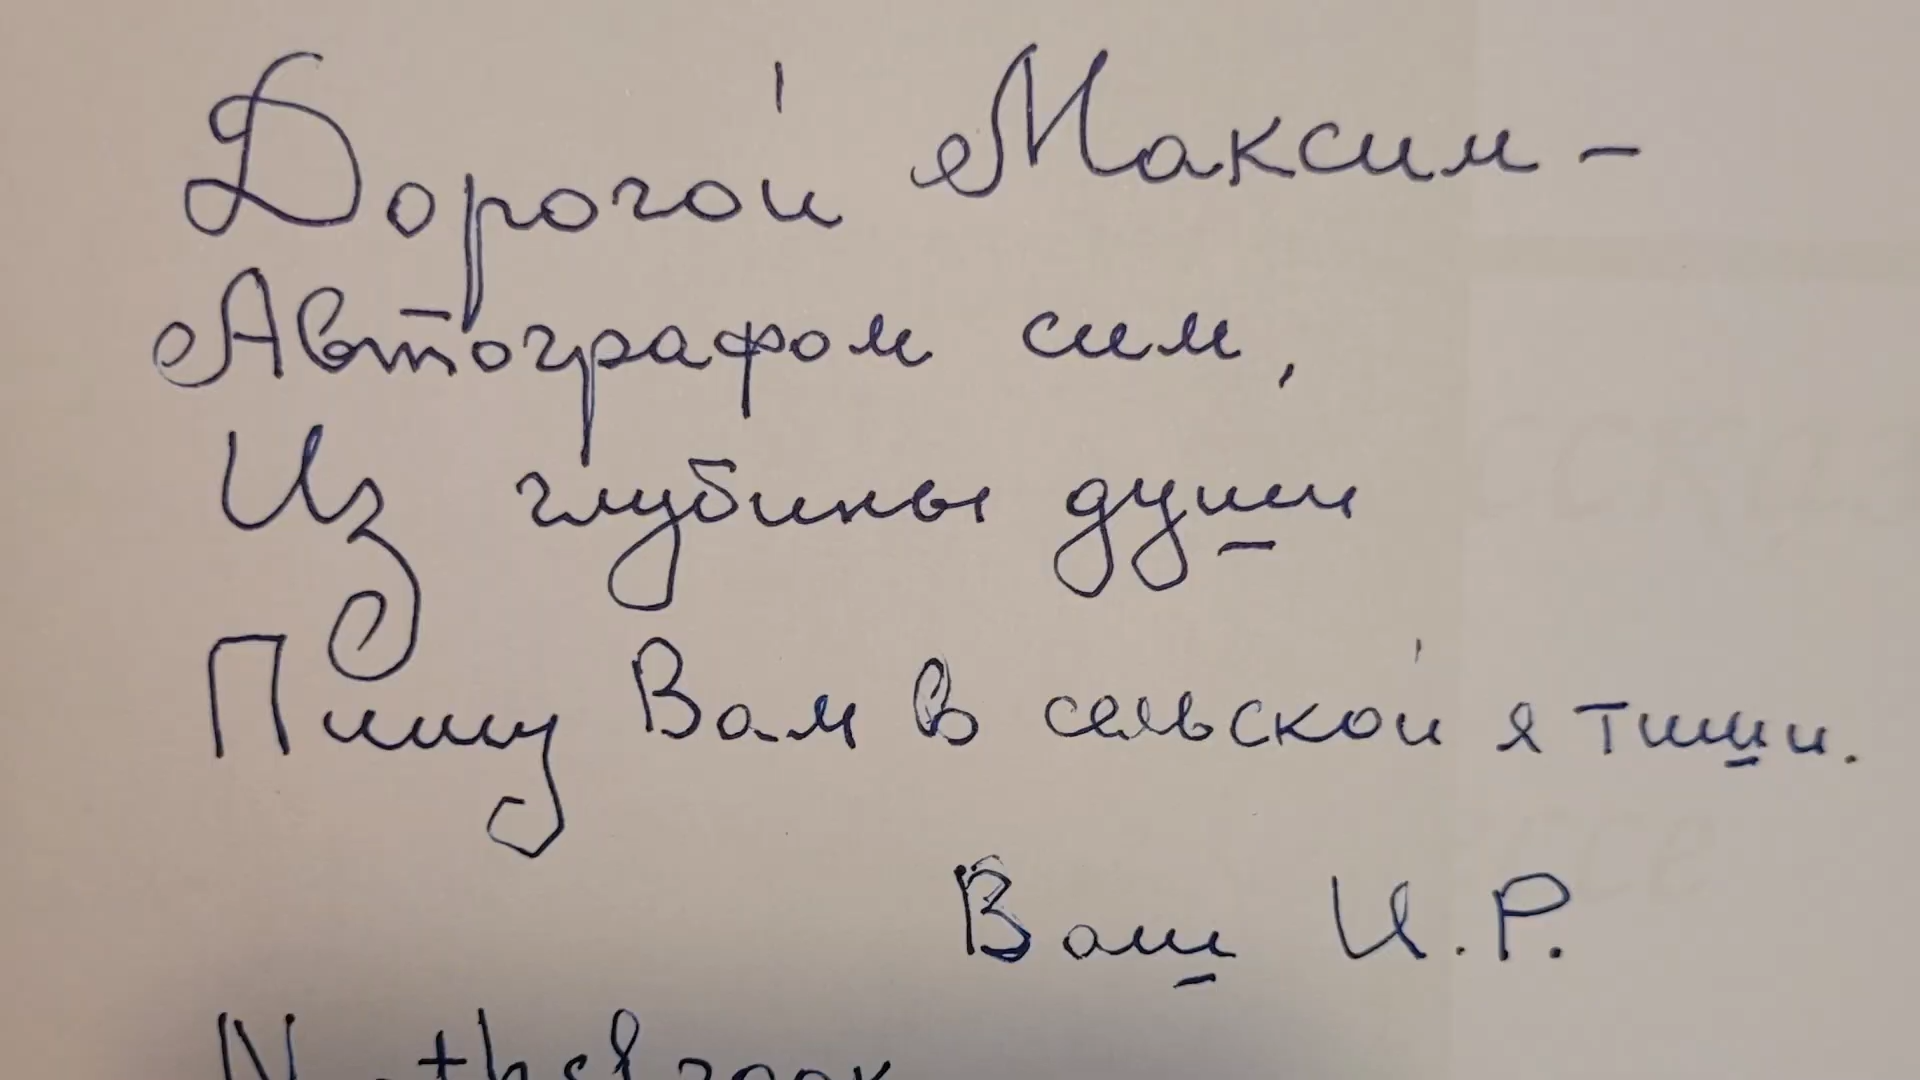 Дорогой Максим –
Автографом сим,
Из глубины души
Пишу Вам в сельской я тиши.
Ваш И.Р.